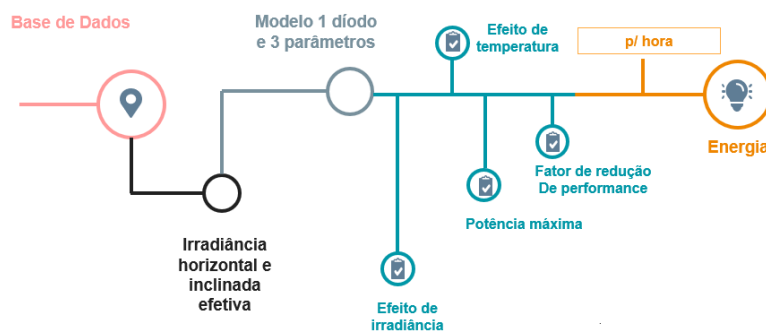 Base de Dados
Modelo 1 díodo
e 3 parâmetros
Efeito de
temperatura
p/ hora
Energia
Fator de redução
De performance
Potência máxima
Irradiância
horizontal e
inclinada
efetiva
Efeito de
irradiância